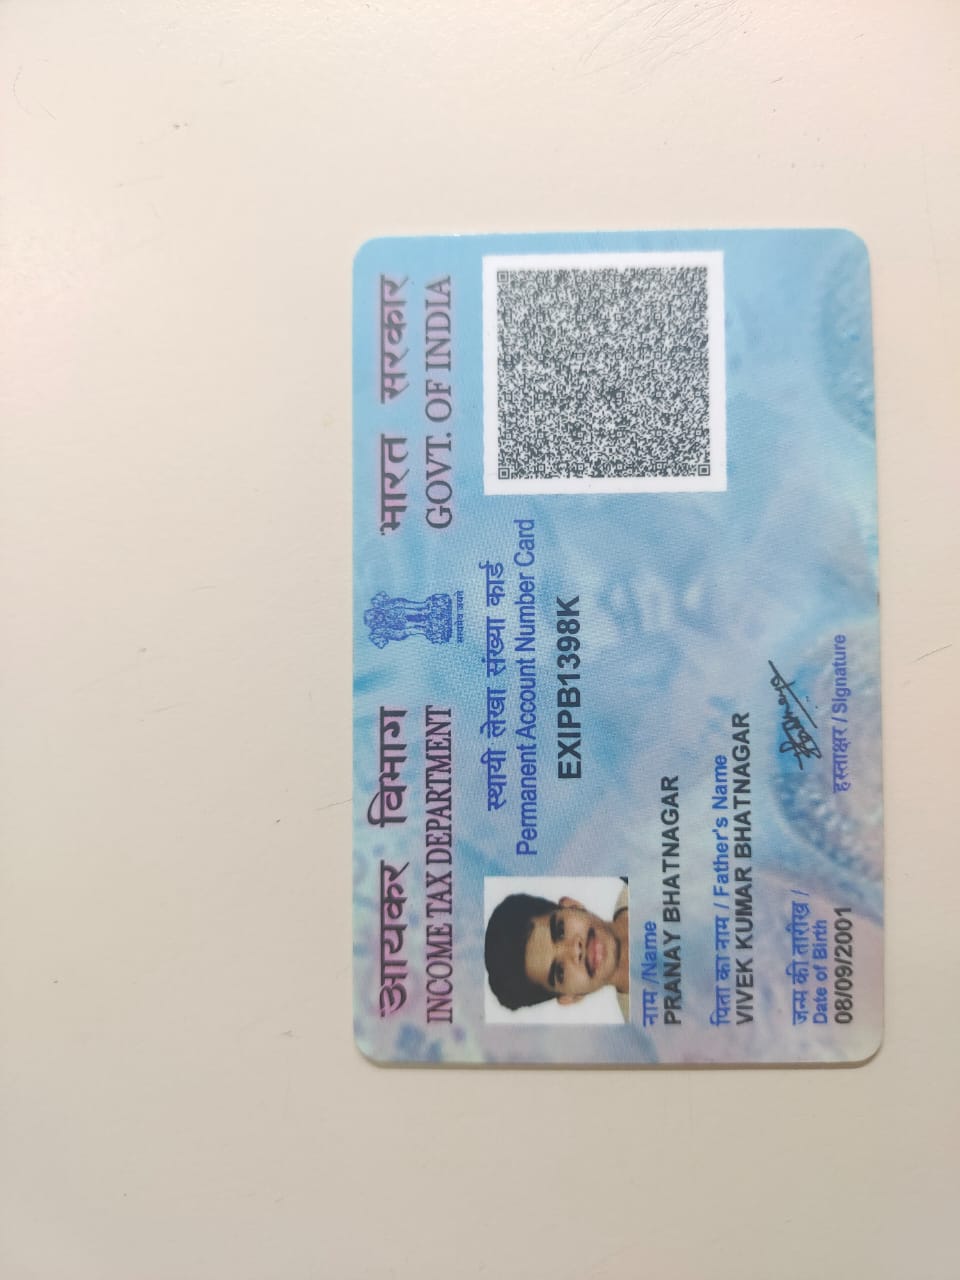 आयकर विभाग
INCOME TAX DEPARTMENT
सत्यमेव जयते
भारत सरकार
GOVT. OF INDIA
स्थायी लेखा संख्या कार्ड
Permanent Account Number Card
EXIPB1398K
नाम /Name
PRANAY BHATNAGAR
पिता का नाम / Father's Name
VIVEK KUMAR BHATNAGAR
जन्म की तारीख /
Date of Birth
08/09/2001
हस्ताक्षर / Signature